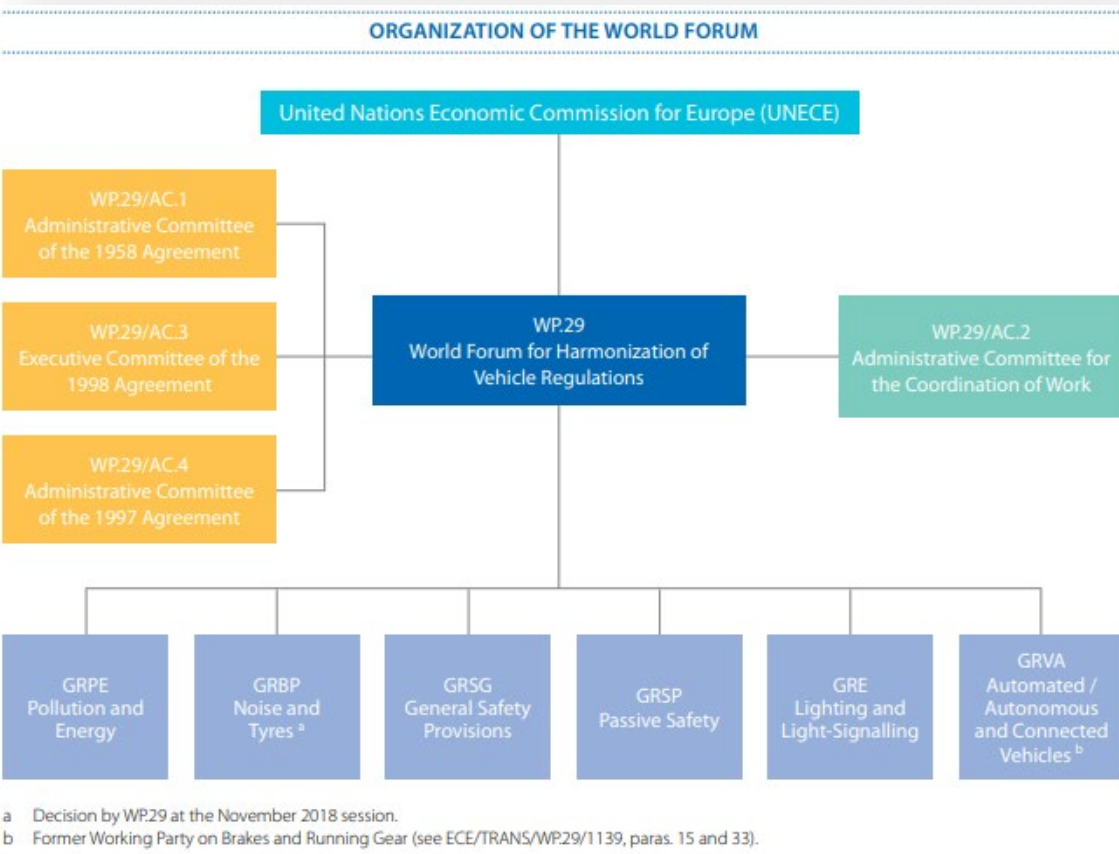 ORGANIZATION OF THE WORLD FORUM
United Nations Economic Commission for Europe (UNECE)
WP.29/AC.1
Administrative Committee
of the 1958 Agreement
WP.29/AC.3
Executive Committee of the
1998 Agreement
WP.29/AC.4
Administrative Committee
of the 1997 Agreement
WP.29
World Forum for Harmonization of
Vehicle Regulations
WP.29/AC.2
Administrative Committee for
the Coordination of Work
GRPE
Pollution and
Energy
GRBP
Noise and
Tyres a
GRSG
General Safety
Provisions
GRSP
Passive Safety
GRE
Lighting and
Light-Signalling
GRVA
Automated /
Autonomous
and Connected
Vehicles b
a Decision by WP.29 at the November 2018 session.
b Former Working Party on Brakes and Running Gear (see ECE/TRANS/WP.29/1139, paras. 15 and 33).